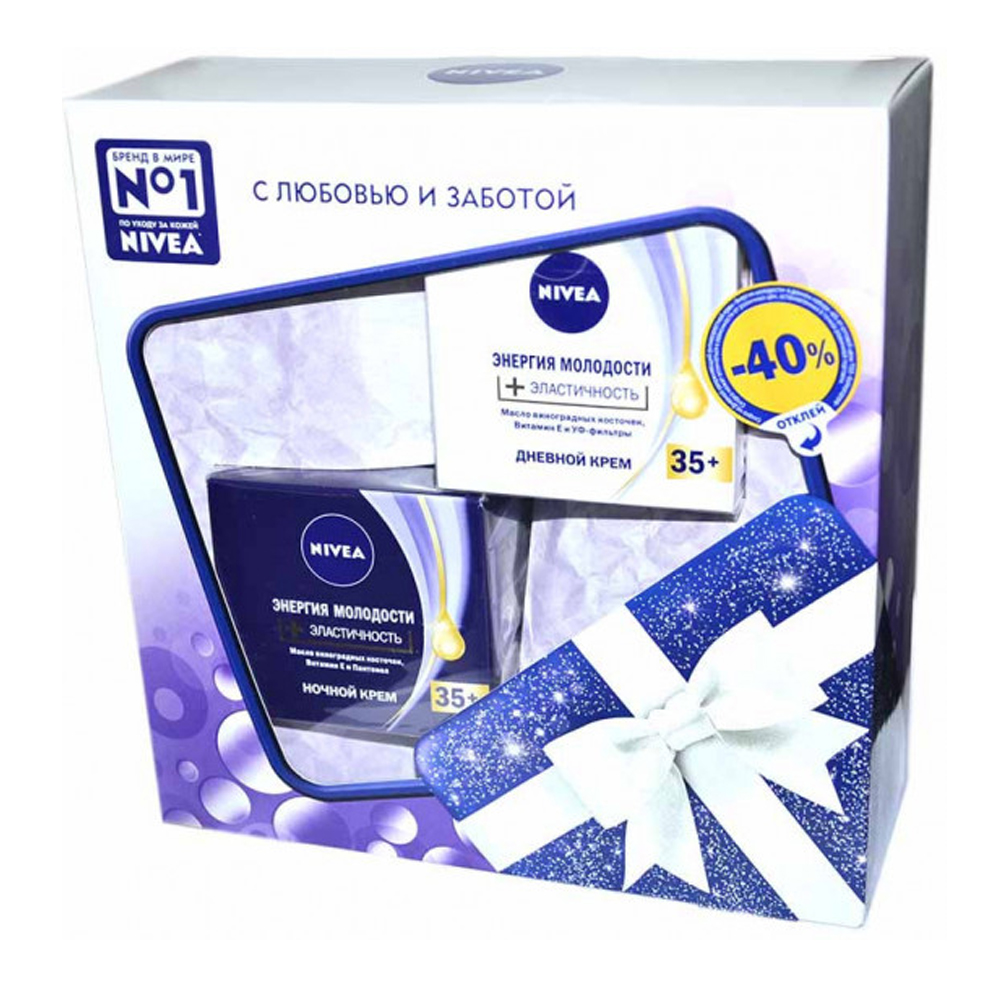 NIVEA
БРЕНД В МИРЕ
№1
ПО УХОДУ ЗА КОЖЕЙ
NIVEA
С ЛЮБОВЬЮ И ЗАБОТОЙ
NIVEA
ЭНЕРГИЯ МОЛОДОСТИ
+ ЭЛАСТИЧНОСТЬ
Масло виноградных косточек,
Витамин Е и УФ-фильтры
ДНЕВНОЙ КРЕМ
35+
-40%
ОТКЛЕЙ
NIVEA
ЭНЕРГИЯ МОЛОДОСТИ
+ ЭЛАСТИЧНОСТЬ
Масло виноградных косточек,
Витамин Е и Пантенол
НОЧНОЙ КРЕМ
35+